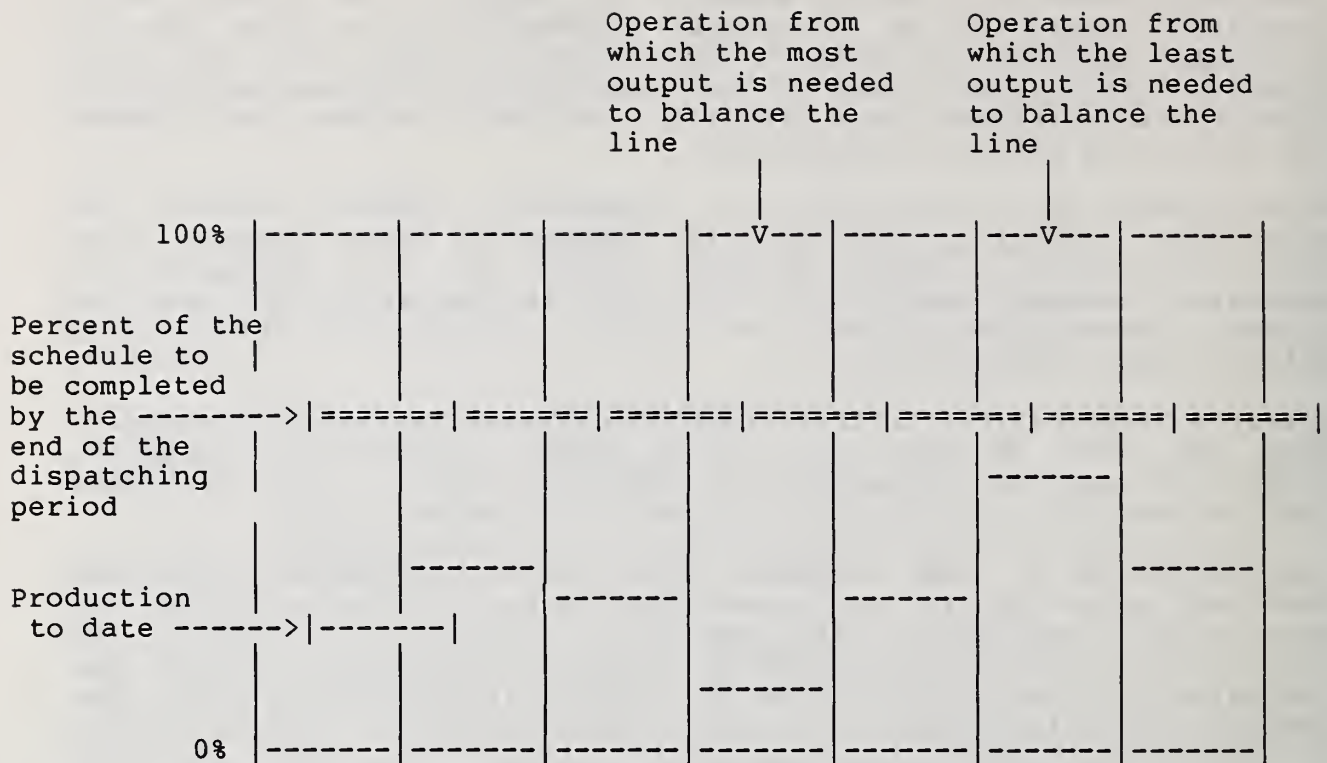 Operation from
which the most
output is needed
to balance the
line
Operation from
which the least
output is needed
to balance the
line
100%
Percent of the
schedule to
be completed
by the
end of the
dispatching
period
Production
to date
0%